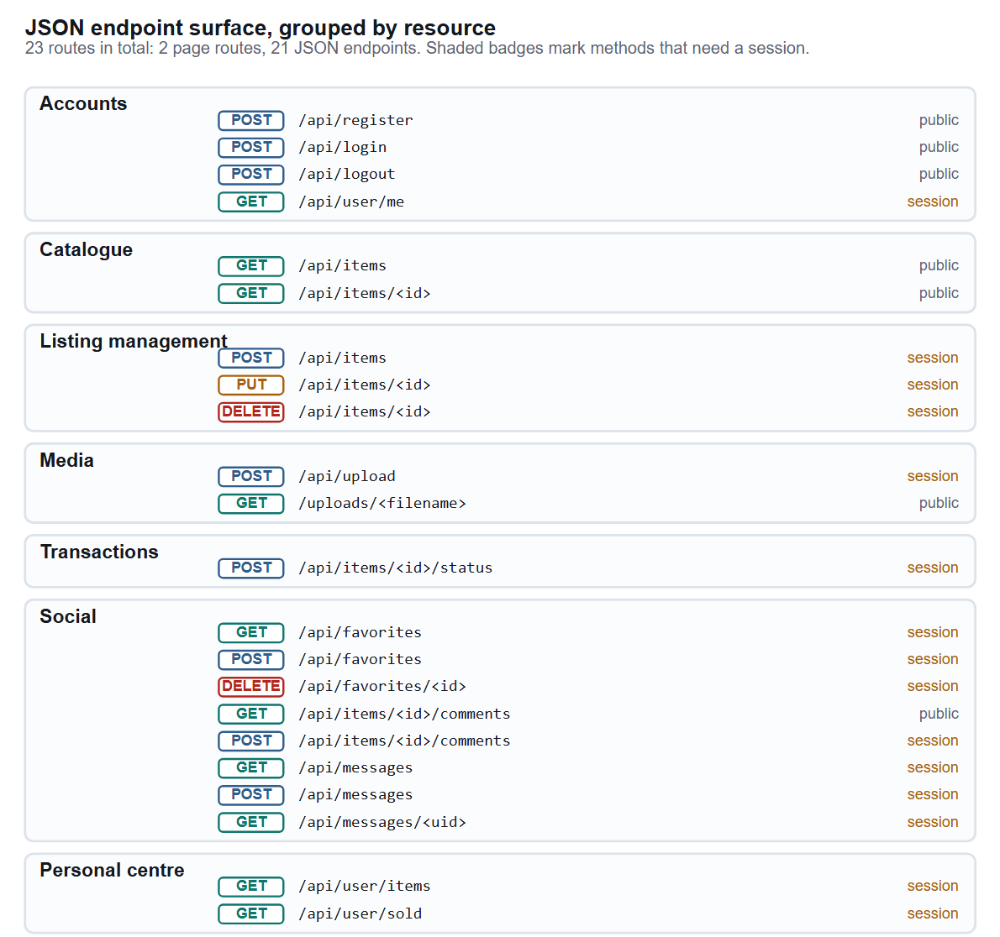 JSON endpoint surface, grouped by resource
23 routes in total: 2 page routes, 21 JSON endpoints. Shaded badges mark methods that need a session.
Accounts
POST /api/register public
POST /api/login public
POST /api/logout public
GET /api/user/me session
Catalogue
GET /api/items public
GET /api/items/<id> public
Listing management
POST /api/items session
PUT /api/items/<id> session
DELETE /api/items/<id> session
Media
POST /api/upload session
GET /uploads/<filename> public
Transactions
POST /api/items/<id>/status session
Social
GET /api/favorites session
POST /api/favorites session
DELETE /api/favorites/<id> session
GET /api/items/<id>/comments public
POST /api/items/<id>/comments session
GET /api/messages session
POST /api/messages session
GET /api/messages/<uid> session
Personal centre
GET /api/user/items session
GET /api/user/sold session